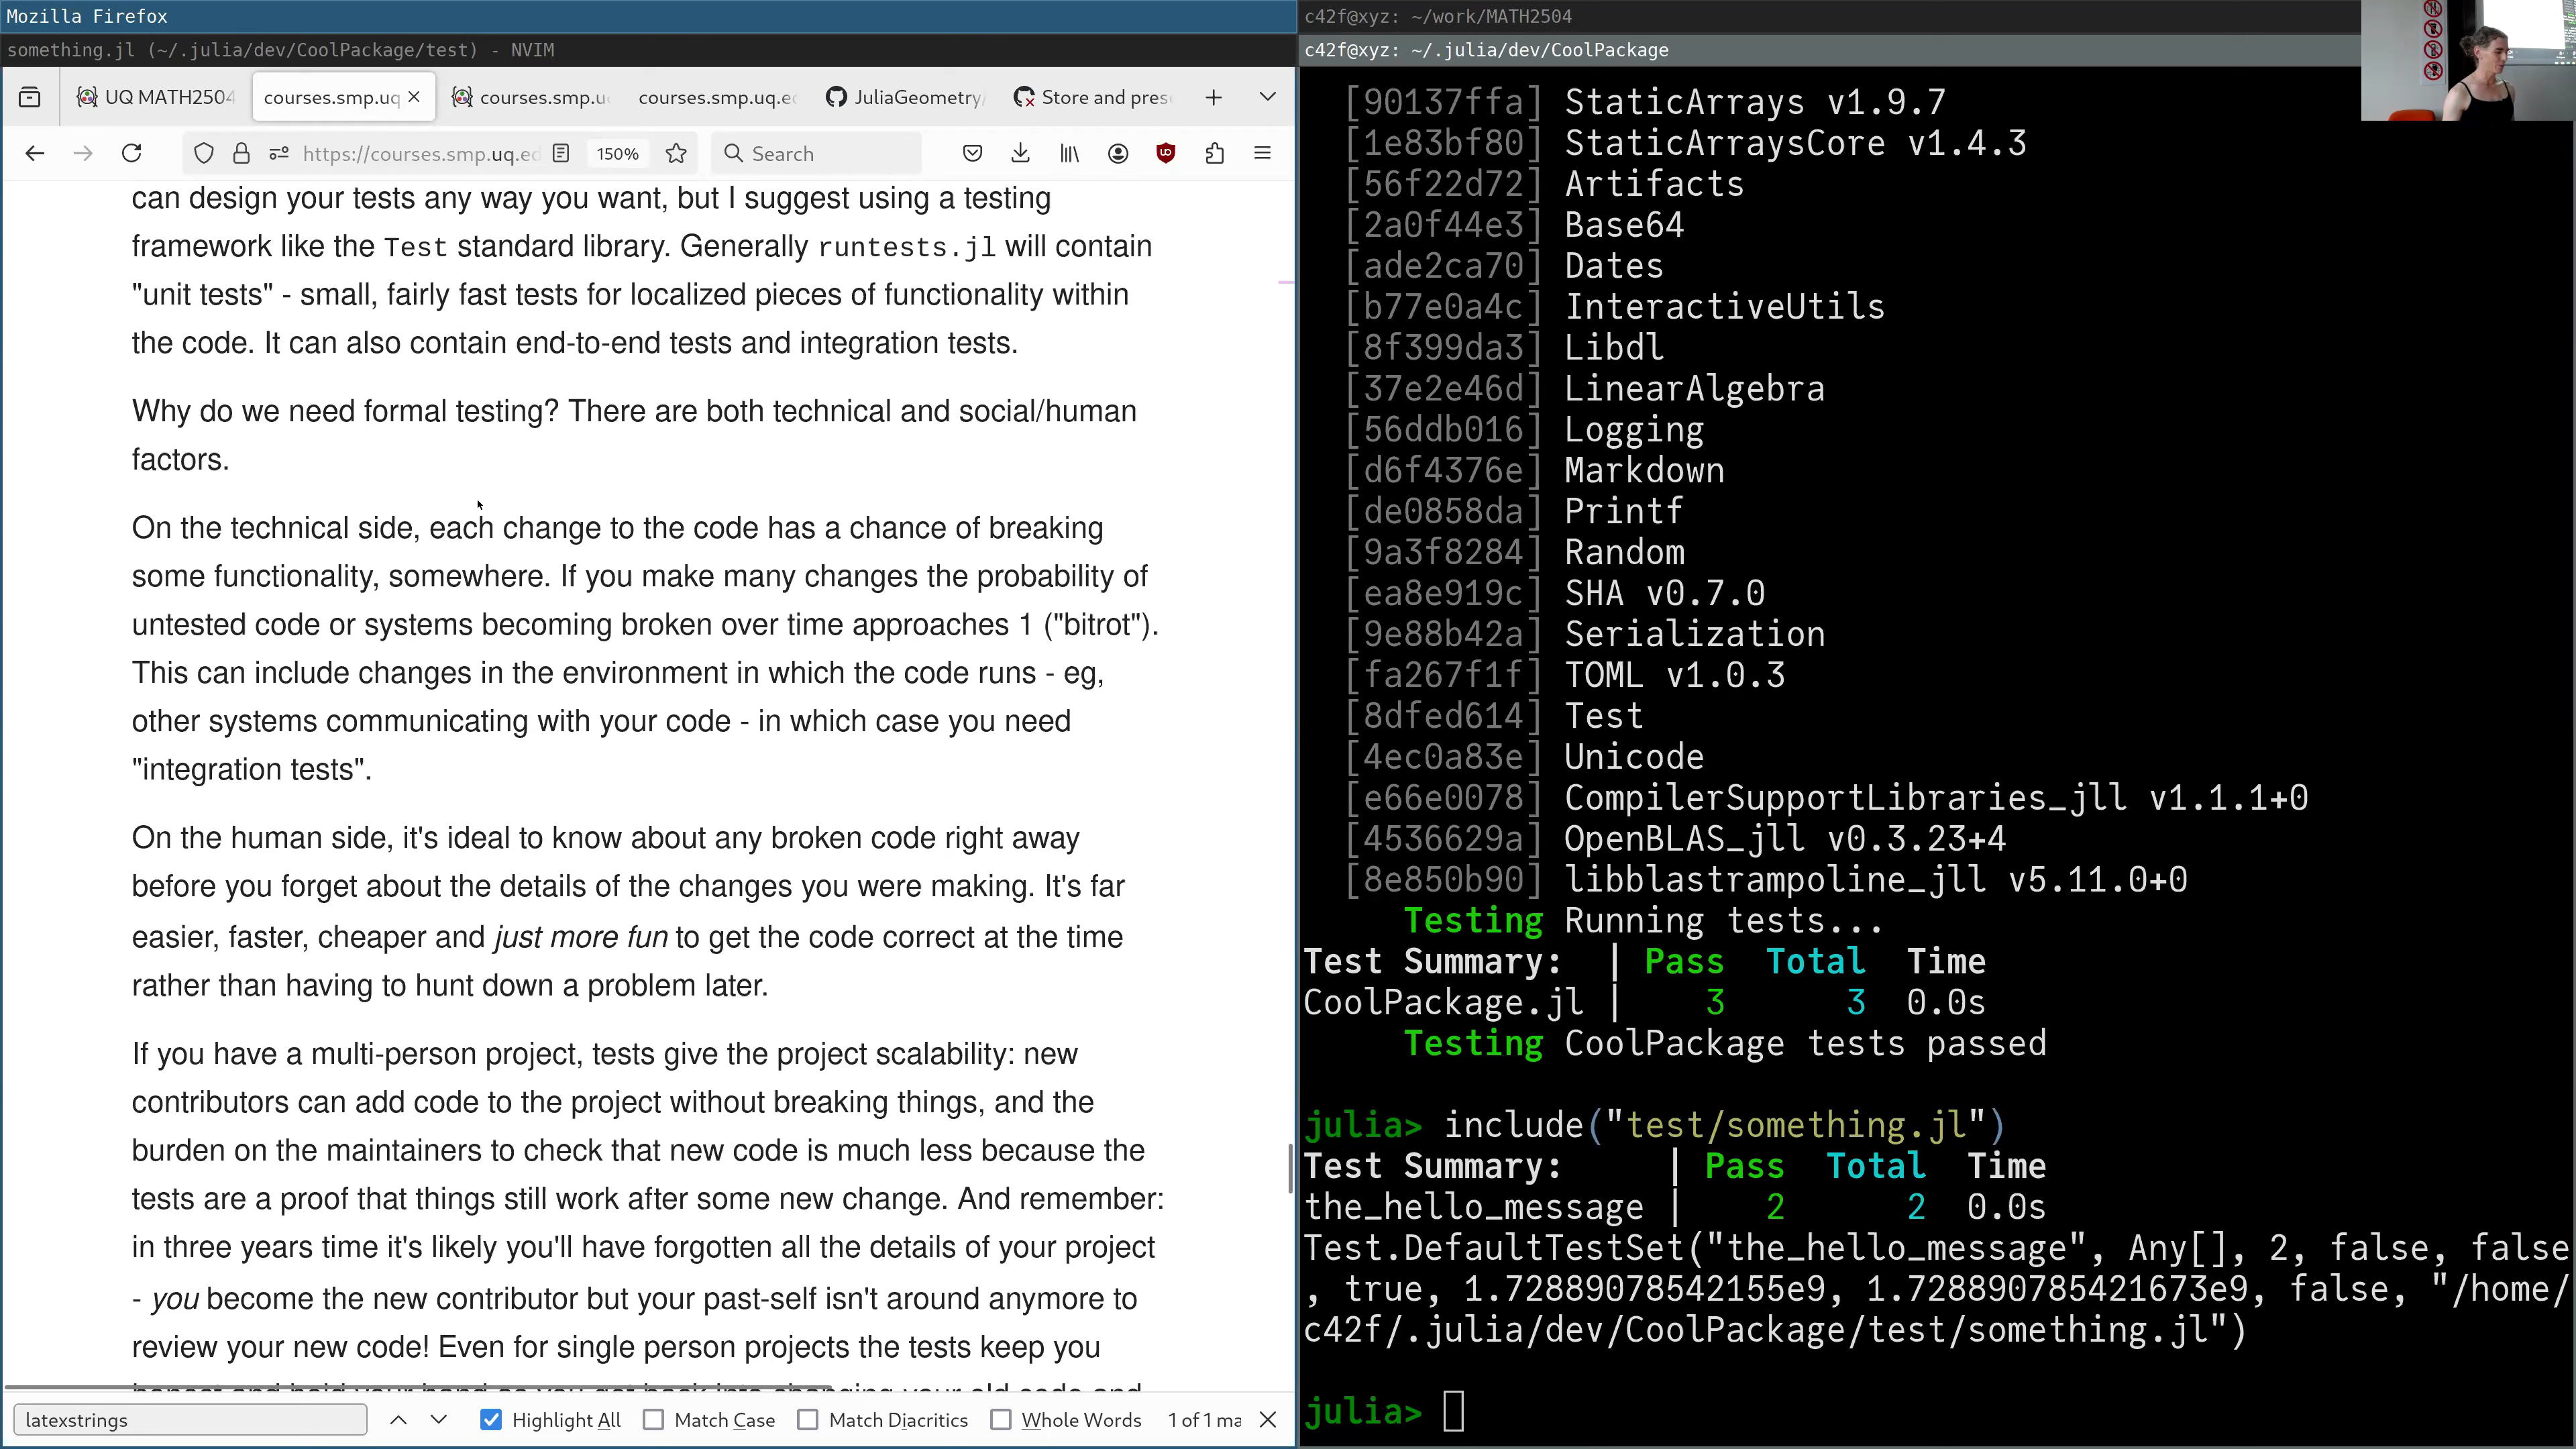 Mozilla Firefox
something.jl (~/.julia/dev/CoolPackage/test) - NVIM
UQ MATH2504
courses.smp.uq
courses.smp.u
courses.smp.uq.e
JuliaGeometry/
Store and pres
https://courses.smp.uq.ed
150%
Search
can design your tests any way you want, but I suggest using a testing
framework like the Test standard library. Generally runtests.jl will contain
"unit tests" - small, fairly fast tests for localized pieces of functionality within
the code. It can also contain end-to-end tests and integration tests.
Why do we need formal testing? There are both technical and social/human
factors.
On the technical side, each change to the code has a chance of breaking
some functionality, somewhere. If you make many changes the probability of
untested code or systems becoming broken over time approaches 1 ("bitrot").
This can include changes in the environment in which the code runs - eg,
other systems communicating with your code - in which case you need
"integration tests".
On the human side, it's ideal to know about any broken code right away
before you forget about the details of the changes you were making. It's far
easier, faster, cheaper and just more fun to get the code correct at the time
rather than having to hunt down a problem later.
If you have a multi-person project, tests give the project scalability: new
contributors can add code to the project without breaking things, and the
burden on the maintainers to check that new code is much less because the
tests are a proof that things still work after some new change. And remember:
in three years time it's likely you'll have forgotten all the details of your project
- you become the new contributor but your past-self isn't around anymore to
review your new code! Even for single person projects the tests keep you
latexstrings
Highlight All
Match Case
Match Diacritics
Whole Words
1 of 1 ma
c42f@xyz: ~/work/MATH2504
c42f@xyz: ~/.julia/dev/CoolPackage
[90137ffa] StaticArrays v1.9.7
[1e83bf80] StaticArraysCore v1.4.3
[56f22d72] Artifacts
[2a0f44e3] Base64
[ade2ca70] Dates
[b77e0a4c] InteractiveUtils
[8f399da3] Libdl
[37e2e46d] LinearAlgebra
[56ddb016] Logging
[d6f4376e] Markdown
[de0858da] Printf
[9a3f8284] Random
[ea8e919c] SHA v0.7.0
[9e88b42a] Serialization
[fa267f1f] TOML v1.0.3
[8dfed614] Test
[4ec0a83e] Unicode
[e66e0078] CompilerSupportLibraries_jll v1.1.1+0
[4536629a] OpenBLAS_jll v0.3.23+4
[8e850b90] libblastrampoline_jll v5.11.0+0
Testing Running tests...
Test Summary: | Pass Total Time
CoolPackage.jl | 3 3 0.0s
Testing CoolPackage tests passed
julia> include("test/something.jl")
Test Summary: | Pass Total Time
the_hello_message | 2 2 0.0s
Test.DefaultTestSet("the_hello_message", Any[], 2, false, false
, true, 1.72889078542155e9, 1.728890785421673e9, false, "/home/
c42f/.julia/dev/CoolPackage/test/something.jl")
julia>